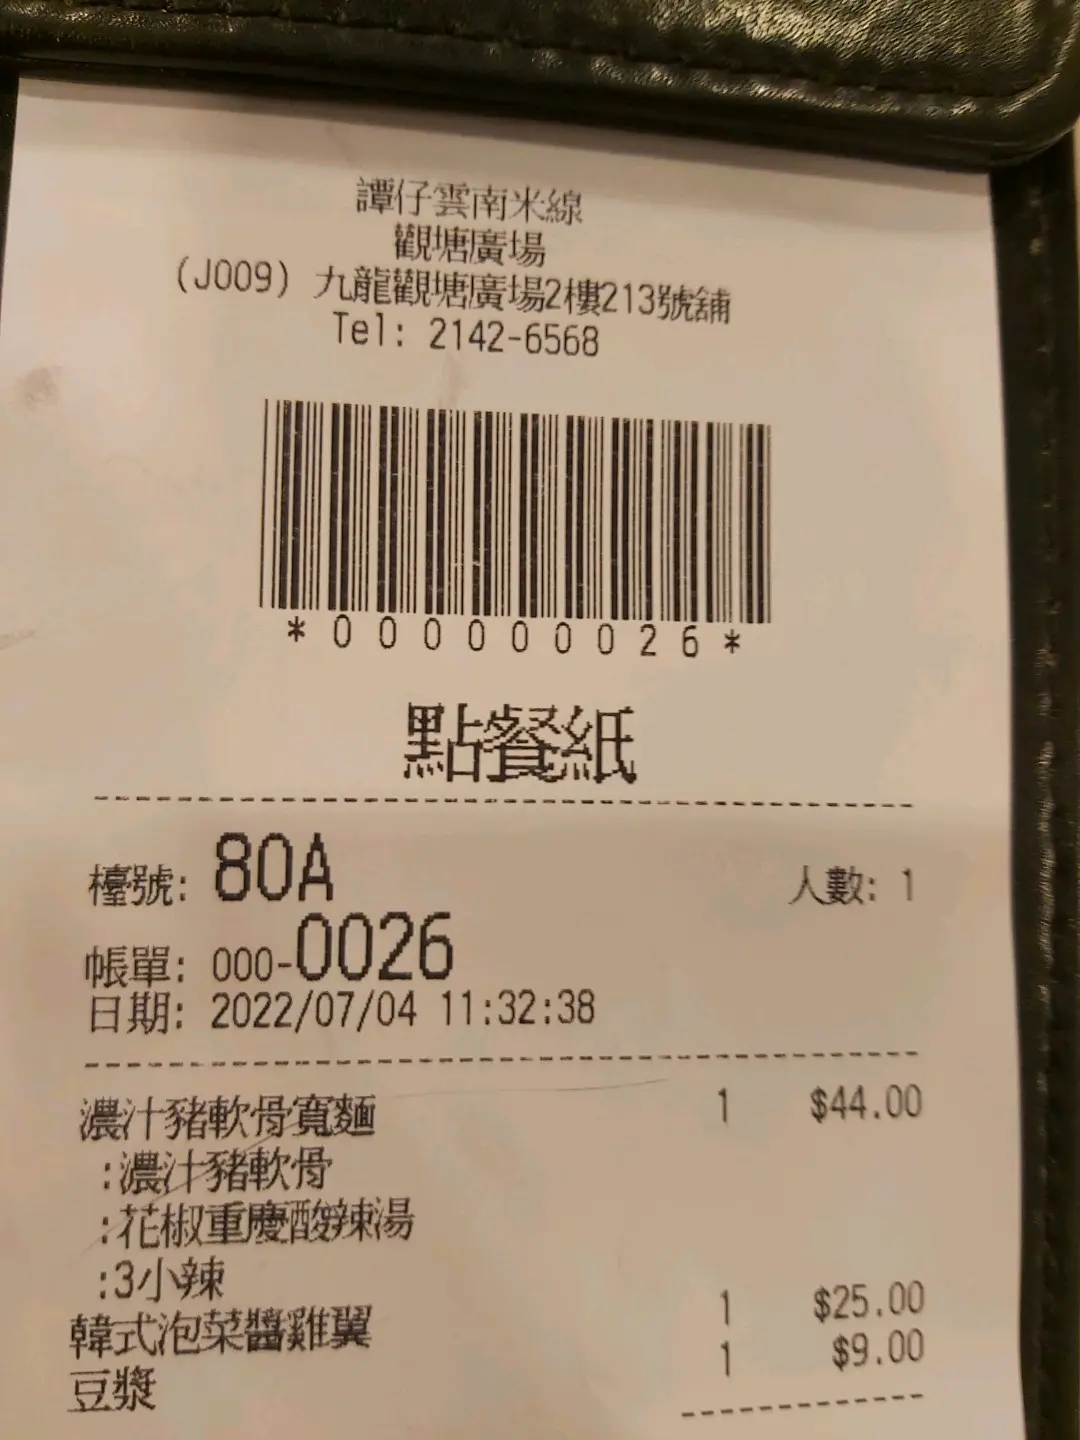 譚仔雲南米線
觀塘廣場
(J009) 九龍觀塘廣場2樓213號舖
Tel: 2142-6568
*000000026*
點餐紙
檯號: 80A 人數: 1
帳單: 000-0026
日期: 2022/07/04 11:32:38
濃汁豬軟骨寬麵 1 $44.00
:濃汁豬軟骨
:花椒重慶酸辣湯
:3小辣
韓式泡菜醬雞翼 1 $25.00
豆漿 1 $9.00